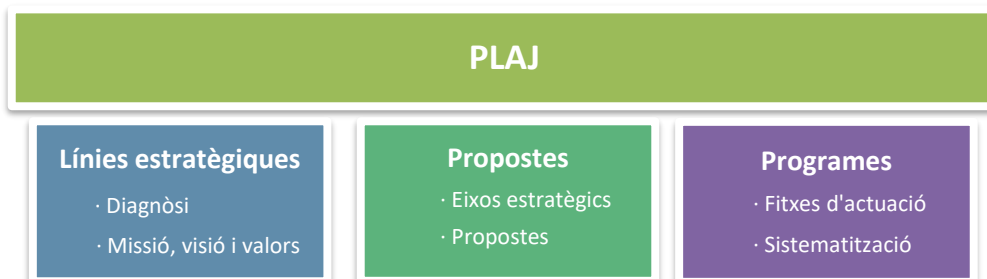 PLAJ
Línies estratègiques
· Diagnòsi
· Missió, visió i valors
Propostes
· Eixos estratègics
· Propostes
Programes
· Fitxes d'actuació
· Sistematització